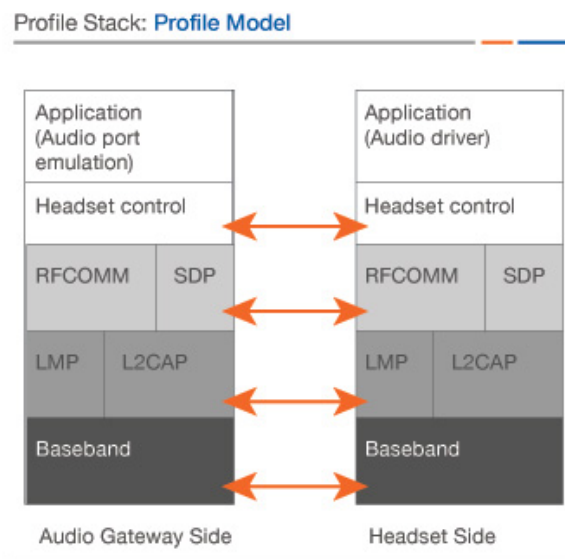 Profile Stack: Profile Model
Application
(Audio port
emulation)
Headset control
RFCOMM
SDP
LMP
L2CAP
Baseband
Audio Gateway Side
Application
(Audio driver)
Headset control
RFCOMM
SDP
LMP
L2CAP
Baseband
Headset Side